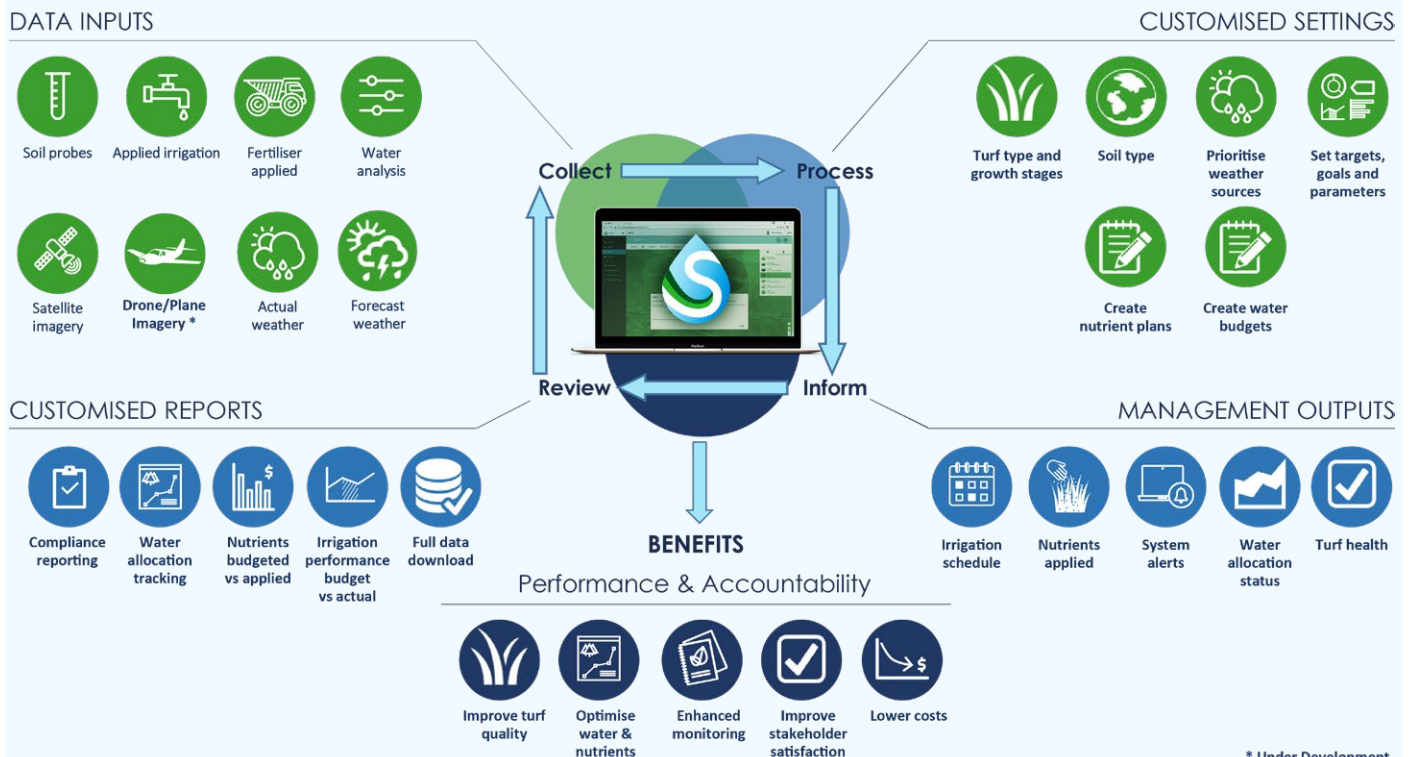 DATA INPUTS
Soil probes
Applied irrigation
Fertiliser
applied
Water
analysis
Satellite
imagery
Drone/Plane
Imagery *
Actual
weather
Forecast
weather
CUSTOMISED SETTINGS
Turf type and
growth stages
Soil type
Prioritise
weather
sources
Set targets,
goals and
parameters
Create
nutrient plans
Create water
budgets
Collect
Process
Review
Inform
CUSTOMISED REPORTS
Compliance
reporting
Water
allocation
tracking
$
Nutrients
budgeted
vs applied
Irrigation
performance
budget
vs actual
Full data
download
MANAGEMENT OUTPUTS
Irrigation
schedule
Nutrients
applied
System
alerts
Water
allocation
status
Turf health
BENEFITS
Performance & Accountability
Improve turf
quality
Optimise
water &
nutrients
Enhanced
monitoring
Improve
stakeholder
satisfaction
$
Lower costs
* Under Development